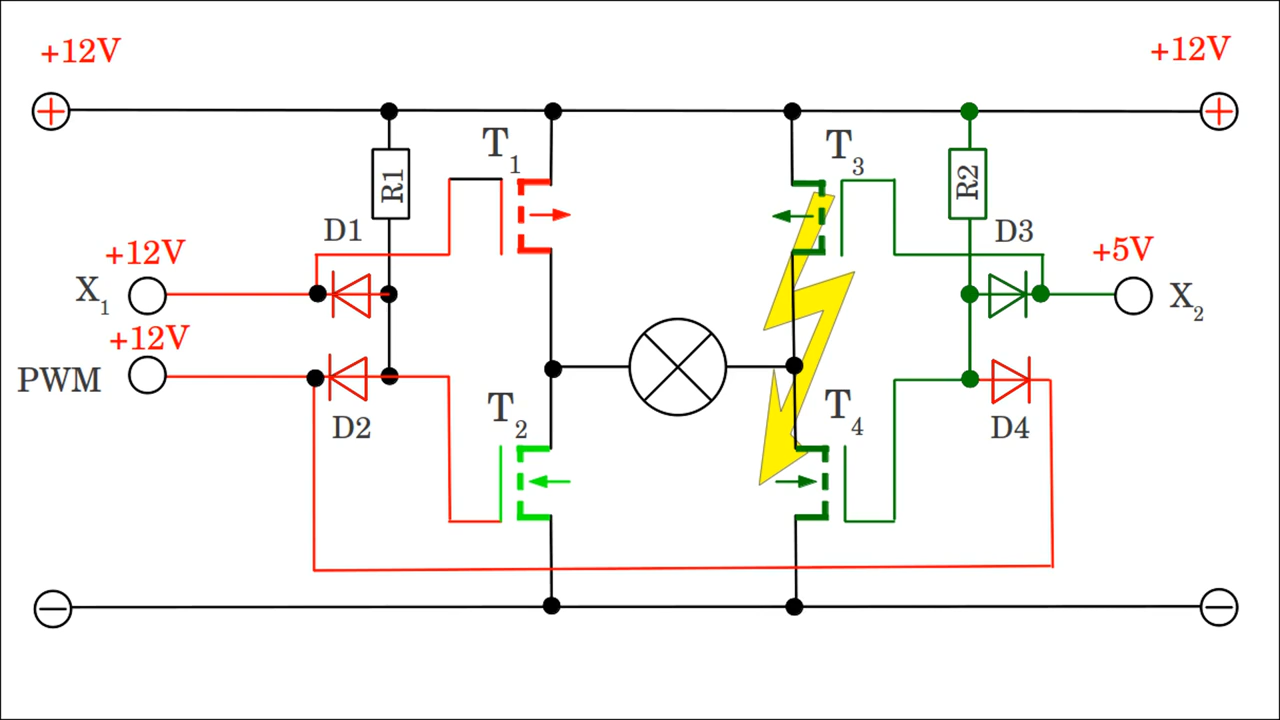 +12V
+12V
T1
T3
R1
R2
D1
D3
+12V
+5V
X1
X2
+12V
PWM
T2
T4
D2
D4